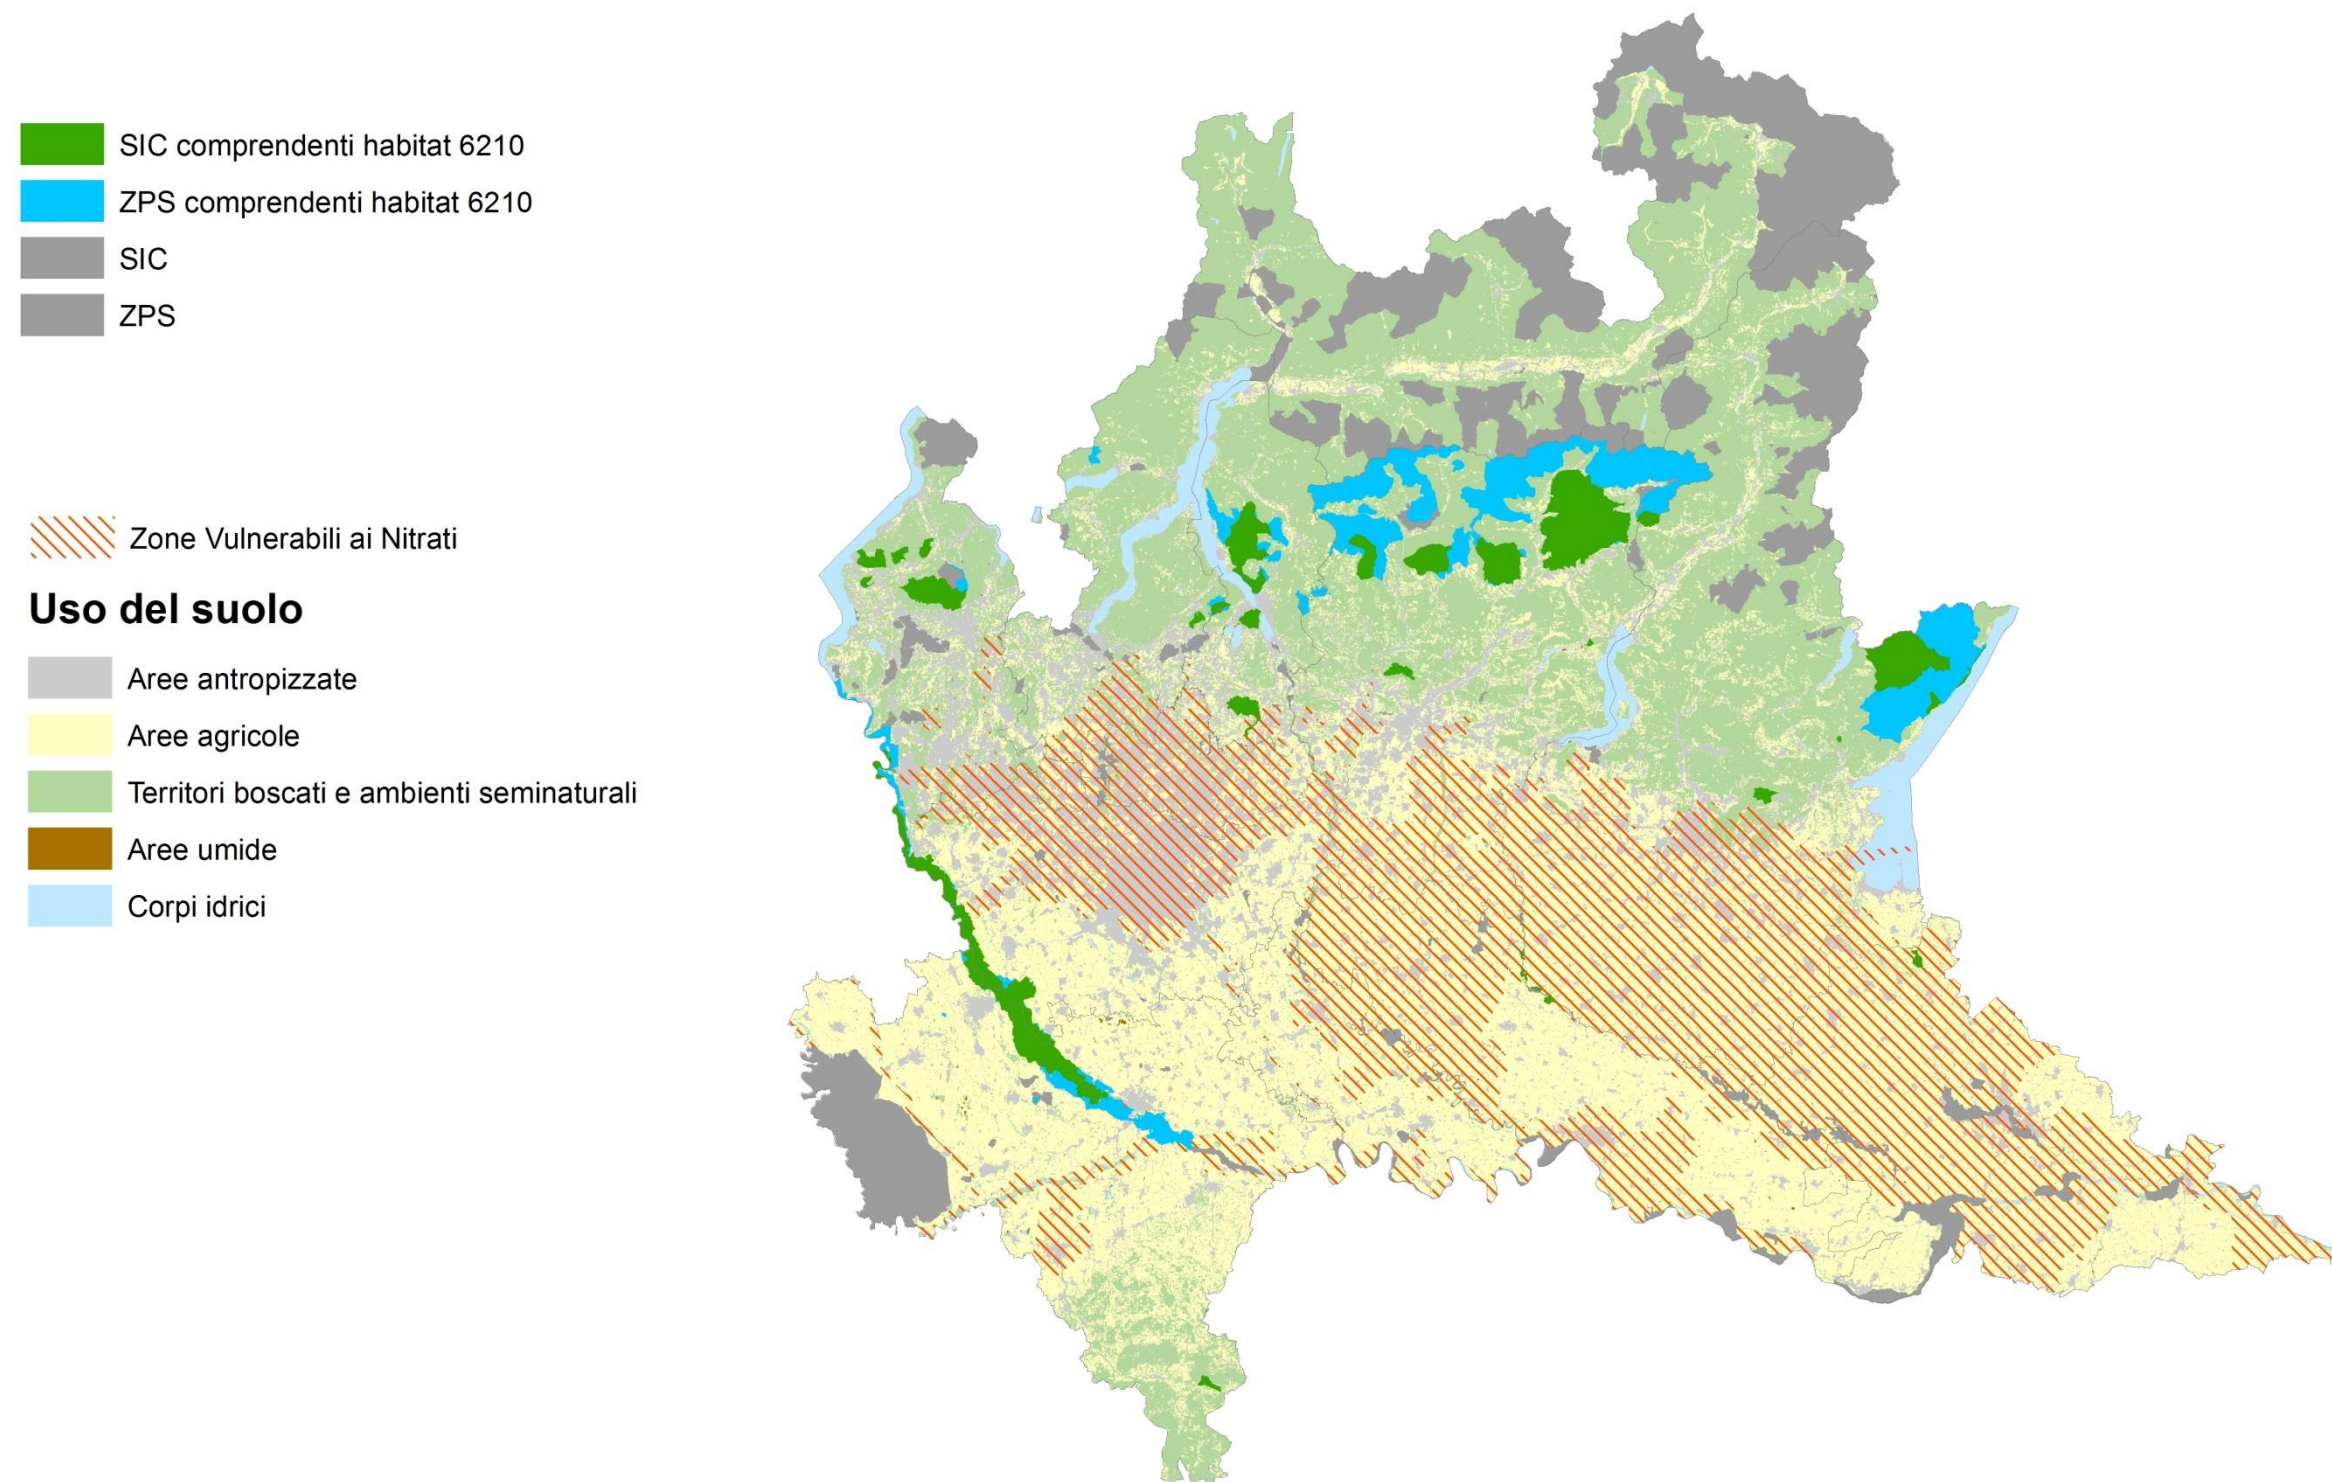 SIC comprendenti habitat 6210
ZPS comprendenti habitat 6210
SIC
ZPS
Zone Vulnerabili ai Nitrati
Uso del suolo
Aree antropizzate
Aree agricole
Territori boscati e ambienti seminaturali
Aree umide
Corpi idrici